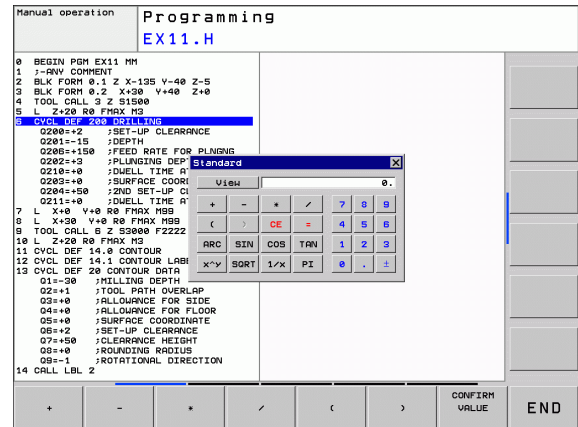 Manual operation
Programming
EX11.H
0 BEGIN PGM EX11 MM
1 ;-ANY COMMENT
2 BLK FORM 0.1 Z X-135 Y-40 Z-5
3 BLK FORM 0.2 X+30 Y+40 Z+0
4 TOOL CALL 3 Z S1500
5 L Z+20 R0 FMAX M3
6 CYCL DEF 200 DRILLING
Q200=+2 ;SET-UP CLEARANCE
Q201=-15 ;DEPTH
Q206=+150 ;FEED RATE FOR PLNGNG
Q202=+3 ;PLUNGING DEP
Q210=+0 ;DWELL TIME A
Q203=+0 ;SURFACE COOR
Q204=+50 ;2ND SET-UP CL
Q211=+0 ;DWELL TIME A
7 L X+0 Y+0 R0 FMAX M99
8 L X+30 Y+0 R0 FMAX M99
9 TOOL CALL 6 Z S3000 F2222
10 L Z+20 R0 FMAX M3
11 CYCL DEF 14.0 CONTOUR
12 CYCL DEF 14.1 CONTOUR LABE
13 CYCL DEF 20 CONTOUR DATA
Q1=-30 ;MILLING DEPTH
Q2=+1 ;TOOL PATH OVERLAP
Q3=+0 ;ALLOWANCE FOR SIDE
Q4=+0 ;ALLOWANCE FOR FLOOR
Q5=+0 ;SURFACE COORDINATE
Q6=+2 ;SET-UP CLEARANCE
Q7=+50 ;CLEARANCE HEIGHT
Q8=+0 ;ROUNDING RADIUS
Q9=-1 ;ROTATIONAL DIRECTION
14 CALL LBL 2
Standard X
View 0.
+ - * / 7 8 9
( ) CE = 4 5 6
ARC SIN COS TAN 1 2 3
X^Y SQRT 1/x PI 0 . ±
+ - * / ( ) CONFIRM VALUE END